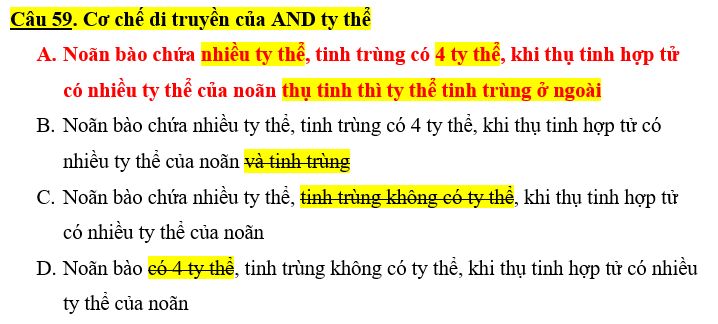 Câu 59. Cơ chế di truyền của AND ty thể
A. Noãn bào chứa nhiều ty thể, tinh trùng có 4 ty thể, khi thụ tinh hợp tử
có nhiều ty thể của noãn thụ tinh thì ty thể tinh trùng ở ngoài
B. Noãn bào chứa nhiều ty thể, tinh trùng có 4 ty thể, khi thụ tinh hợp tử có
nhiều ty thể của noãn và tinh trùng
C. Noãn bào chứa nhiều ty thể, tinh trùng không có ty thể, khi thụ tinh hợp tử
có nhiều ty thể của noãn
D. Noãn bào có 4 ty thể, tinh trùng không có ty thể, khi thụ tinh hợp tử có nhiều
ty thể của noãn